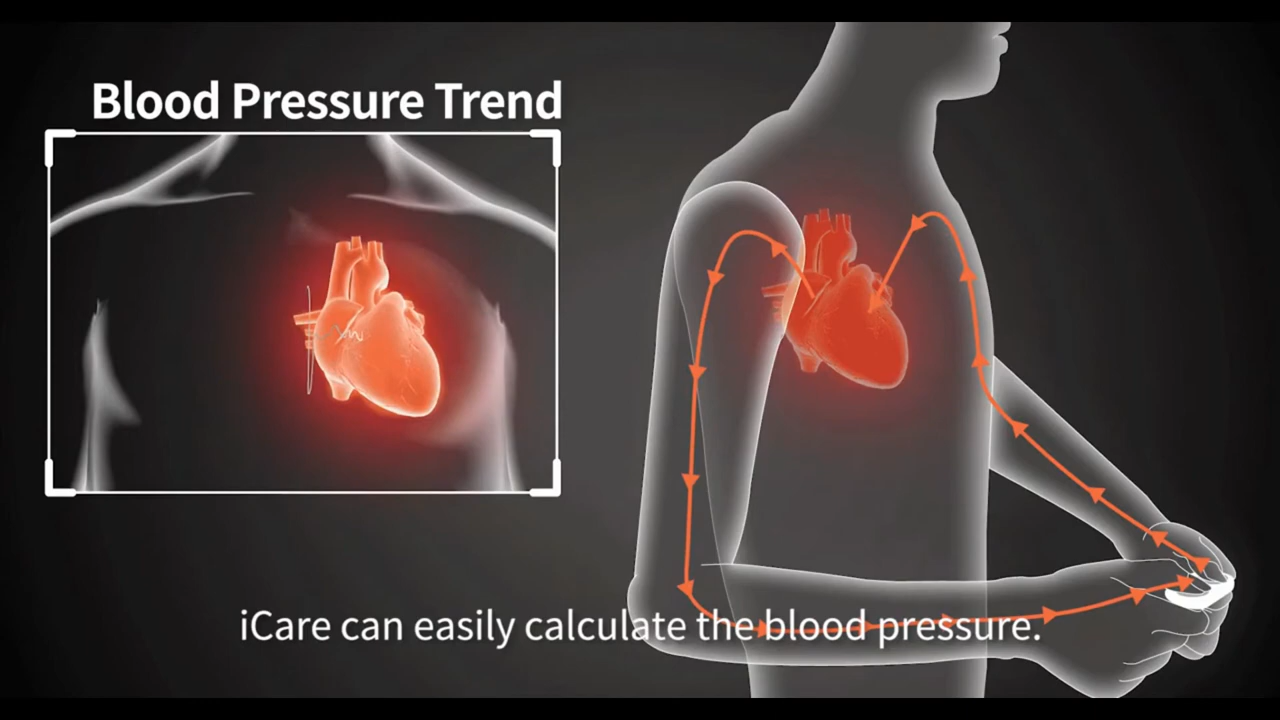 Blood Pressure Trend
iCare can easily calculate the blood pressure.